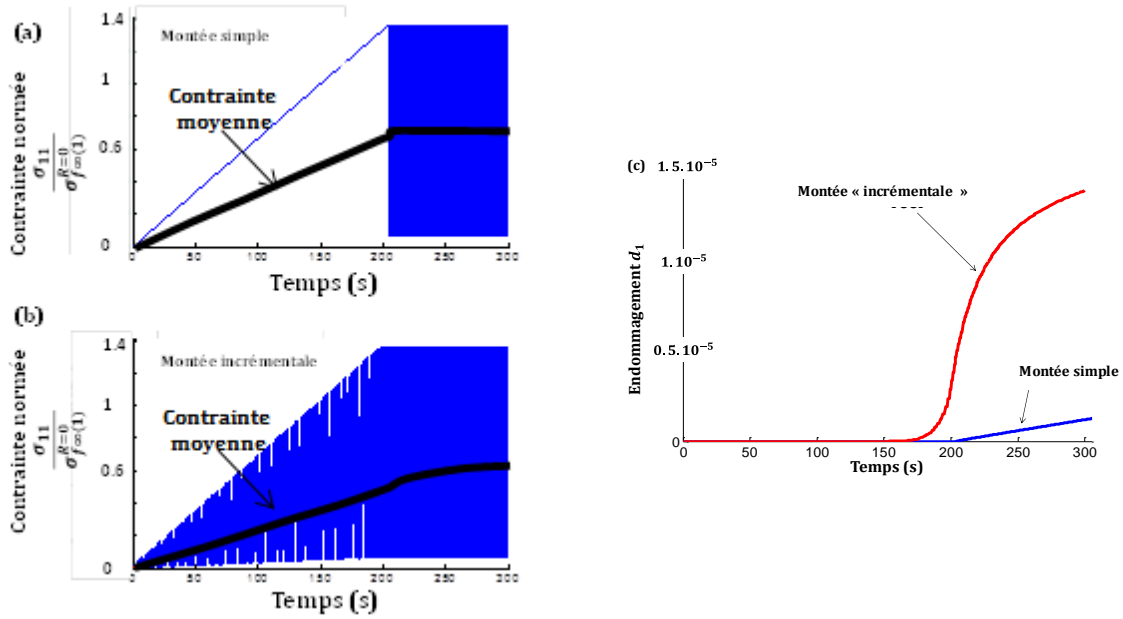 (a)
1.4
Montée simple
1
Contrainte
moyenne
0.6
0
0 50 100 150 200 250 300
Temps (s)
Contrainte normée
σ11
σ f∞(1) R=0
(b)
1.4
Montée incrémentale
1
Contrainte
moyenne
0.6
0
0 50 100 150 200 250 300
Temps (s)
Contrainte normée
σ11
σ f∞(1) R=0
(c)
1.5.10⁻⁵
Montée « incrémentale »
1.10⁻⁵
0.5.10⁻⁵
Montée simple
0
0 50 100 150 200 250 300
Temps (s)
Endommagement d₁